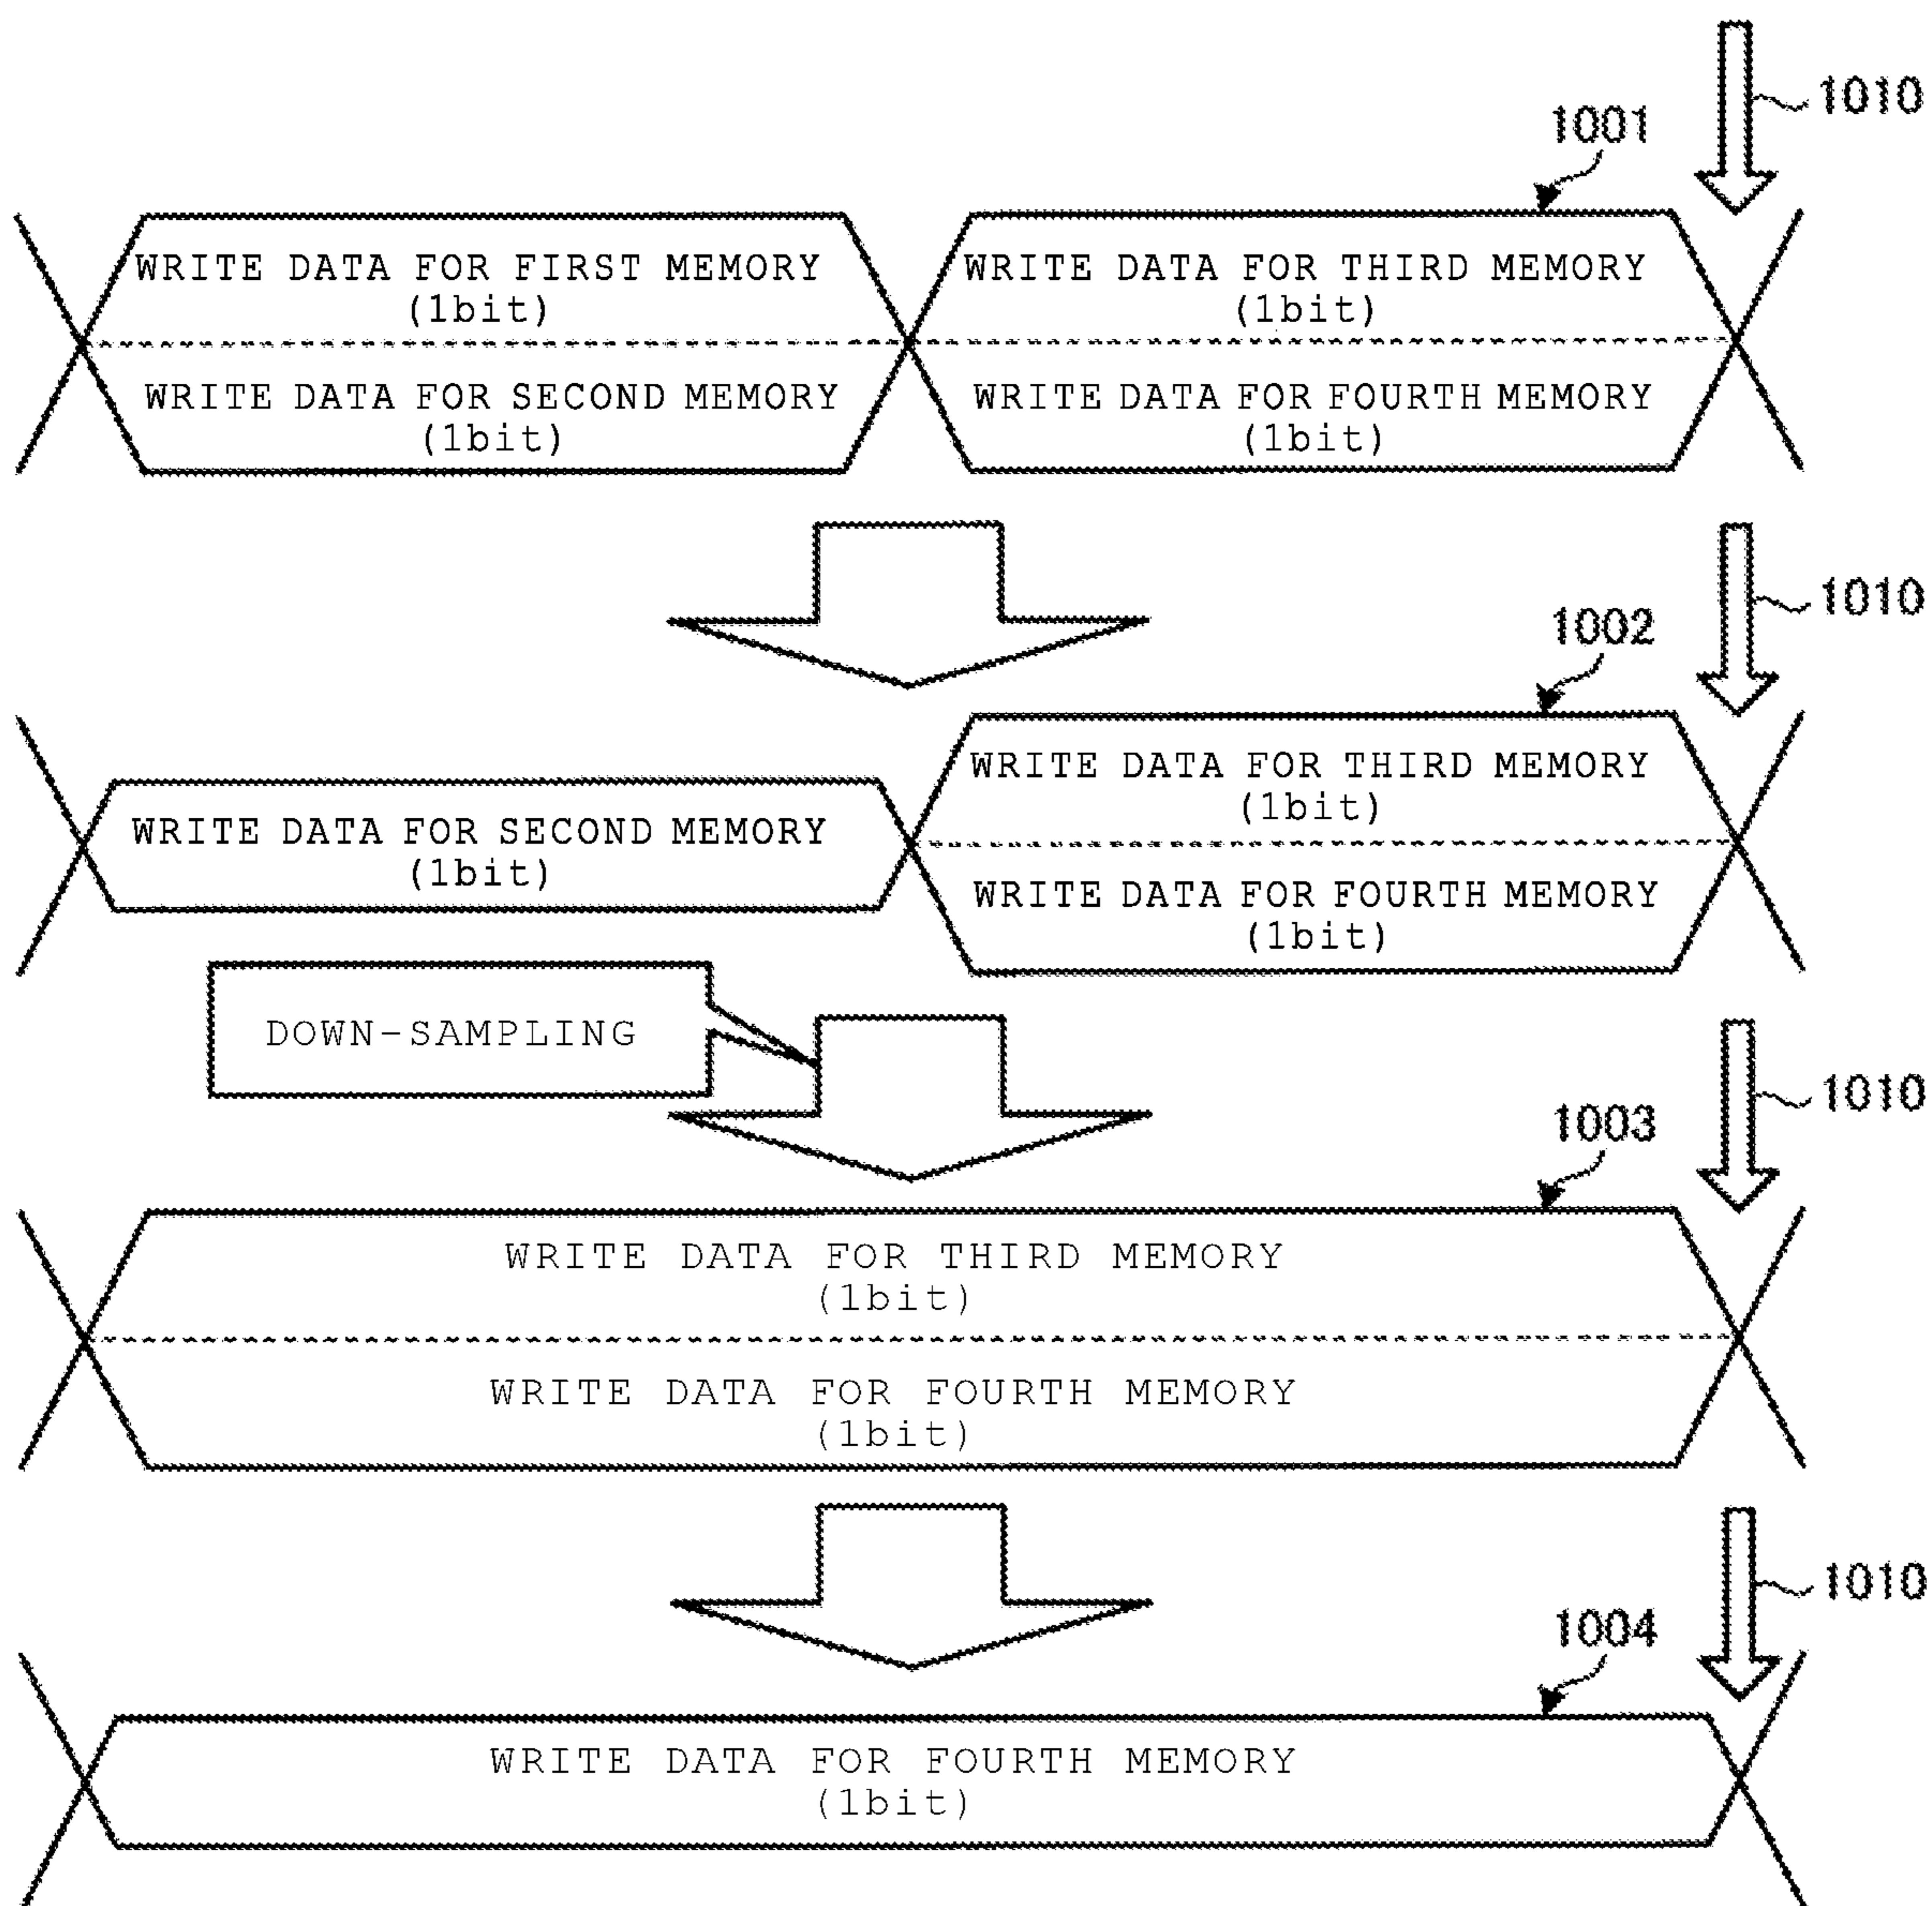 1010
1001
WRITE DATA FOR FIRST MEMORY
(1bit)
WRITE DATA FOR THIRD MEMORY
(1bit)
WRITE DATA FOR SECOND MEMORY
(1bit)
WRITE DATA FOR FOURTH MEMORY
(1bit)
1010
1002
WRITE DATA FOR SECOND MEMORY
(1bit)
WRITE DATA FOR THIRD MEMORY
(1bit)
WRITE DATA FOR FOURTH MEMORY
(1bit)
DOWN-SAMPLING
1010
1003
WRITE DATA FOR THIRD MEMORY
(1bit)
WRITE DATA FOR FOURTH MEMORY
(1bit)
1010
1004
WRITE DATA FOR FOURTH MEMORY
(1bit)